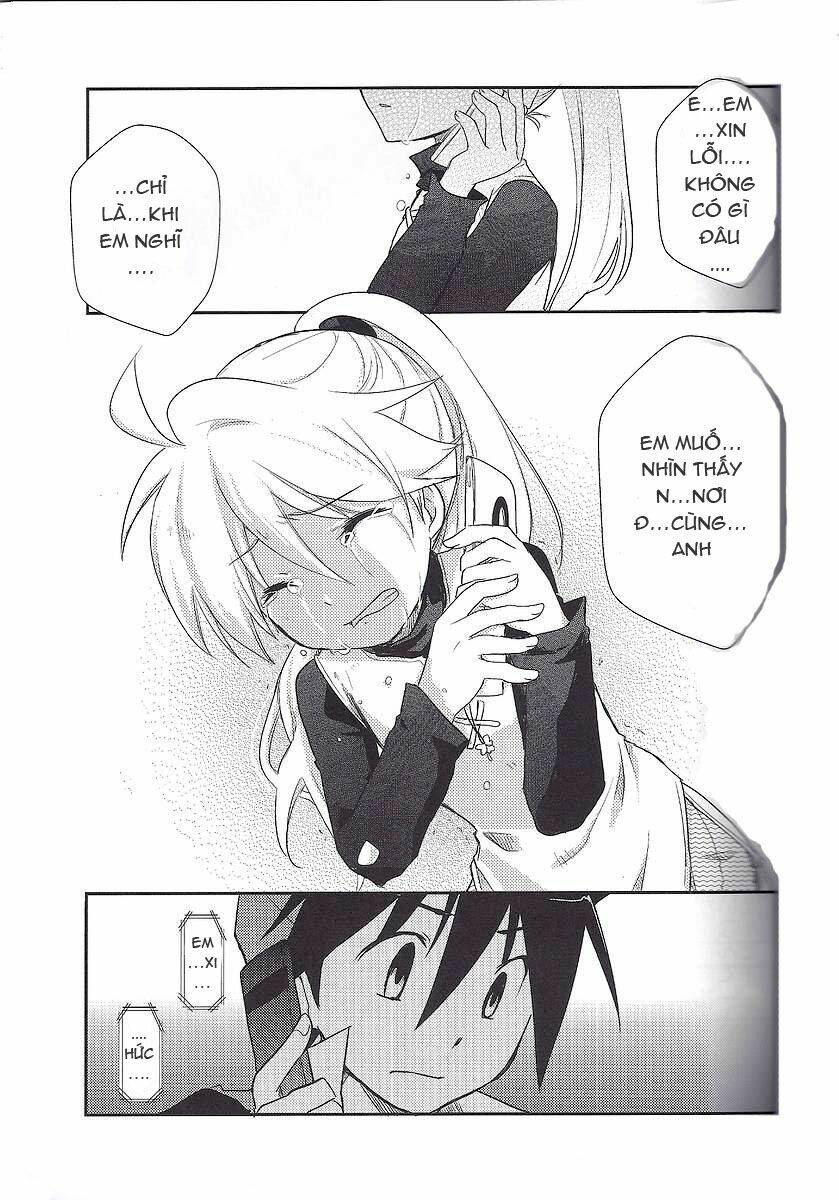 E...EM
...XIN
LỖI....
KHÔNG
CÓ GÌ
ĐÂU
....
...CHỈ
LÀ...KHI
EM NGHĨ
....
EM MUỐ...
NHÌN THẤY
N...NƠI
Đ...CÙNG...
ANH
EM
...XI
...
....
HỨC
....